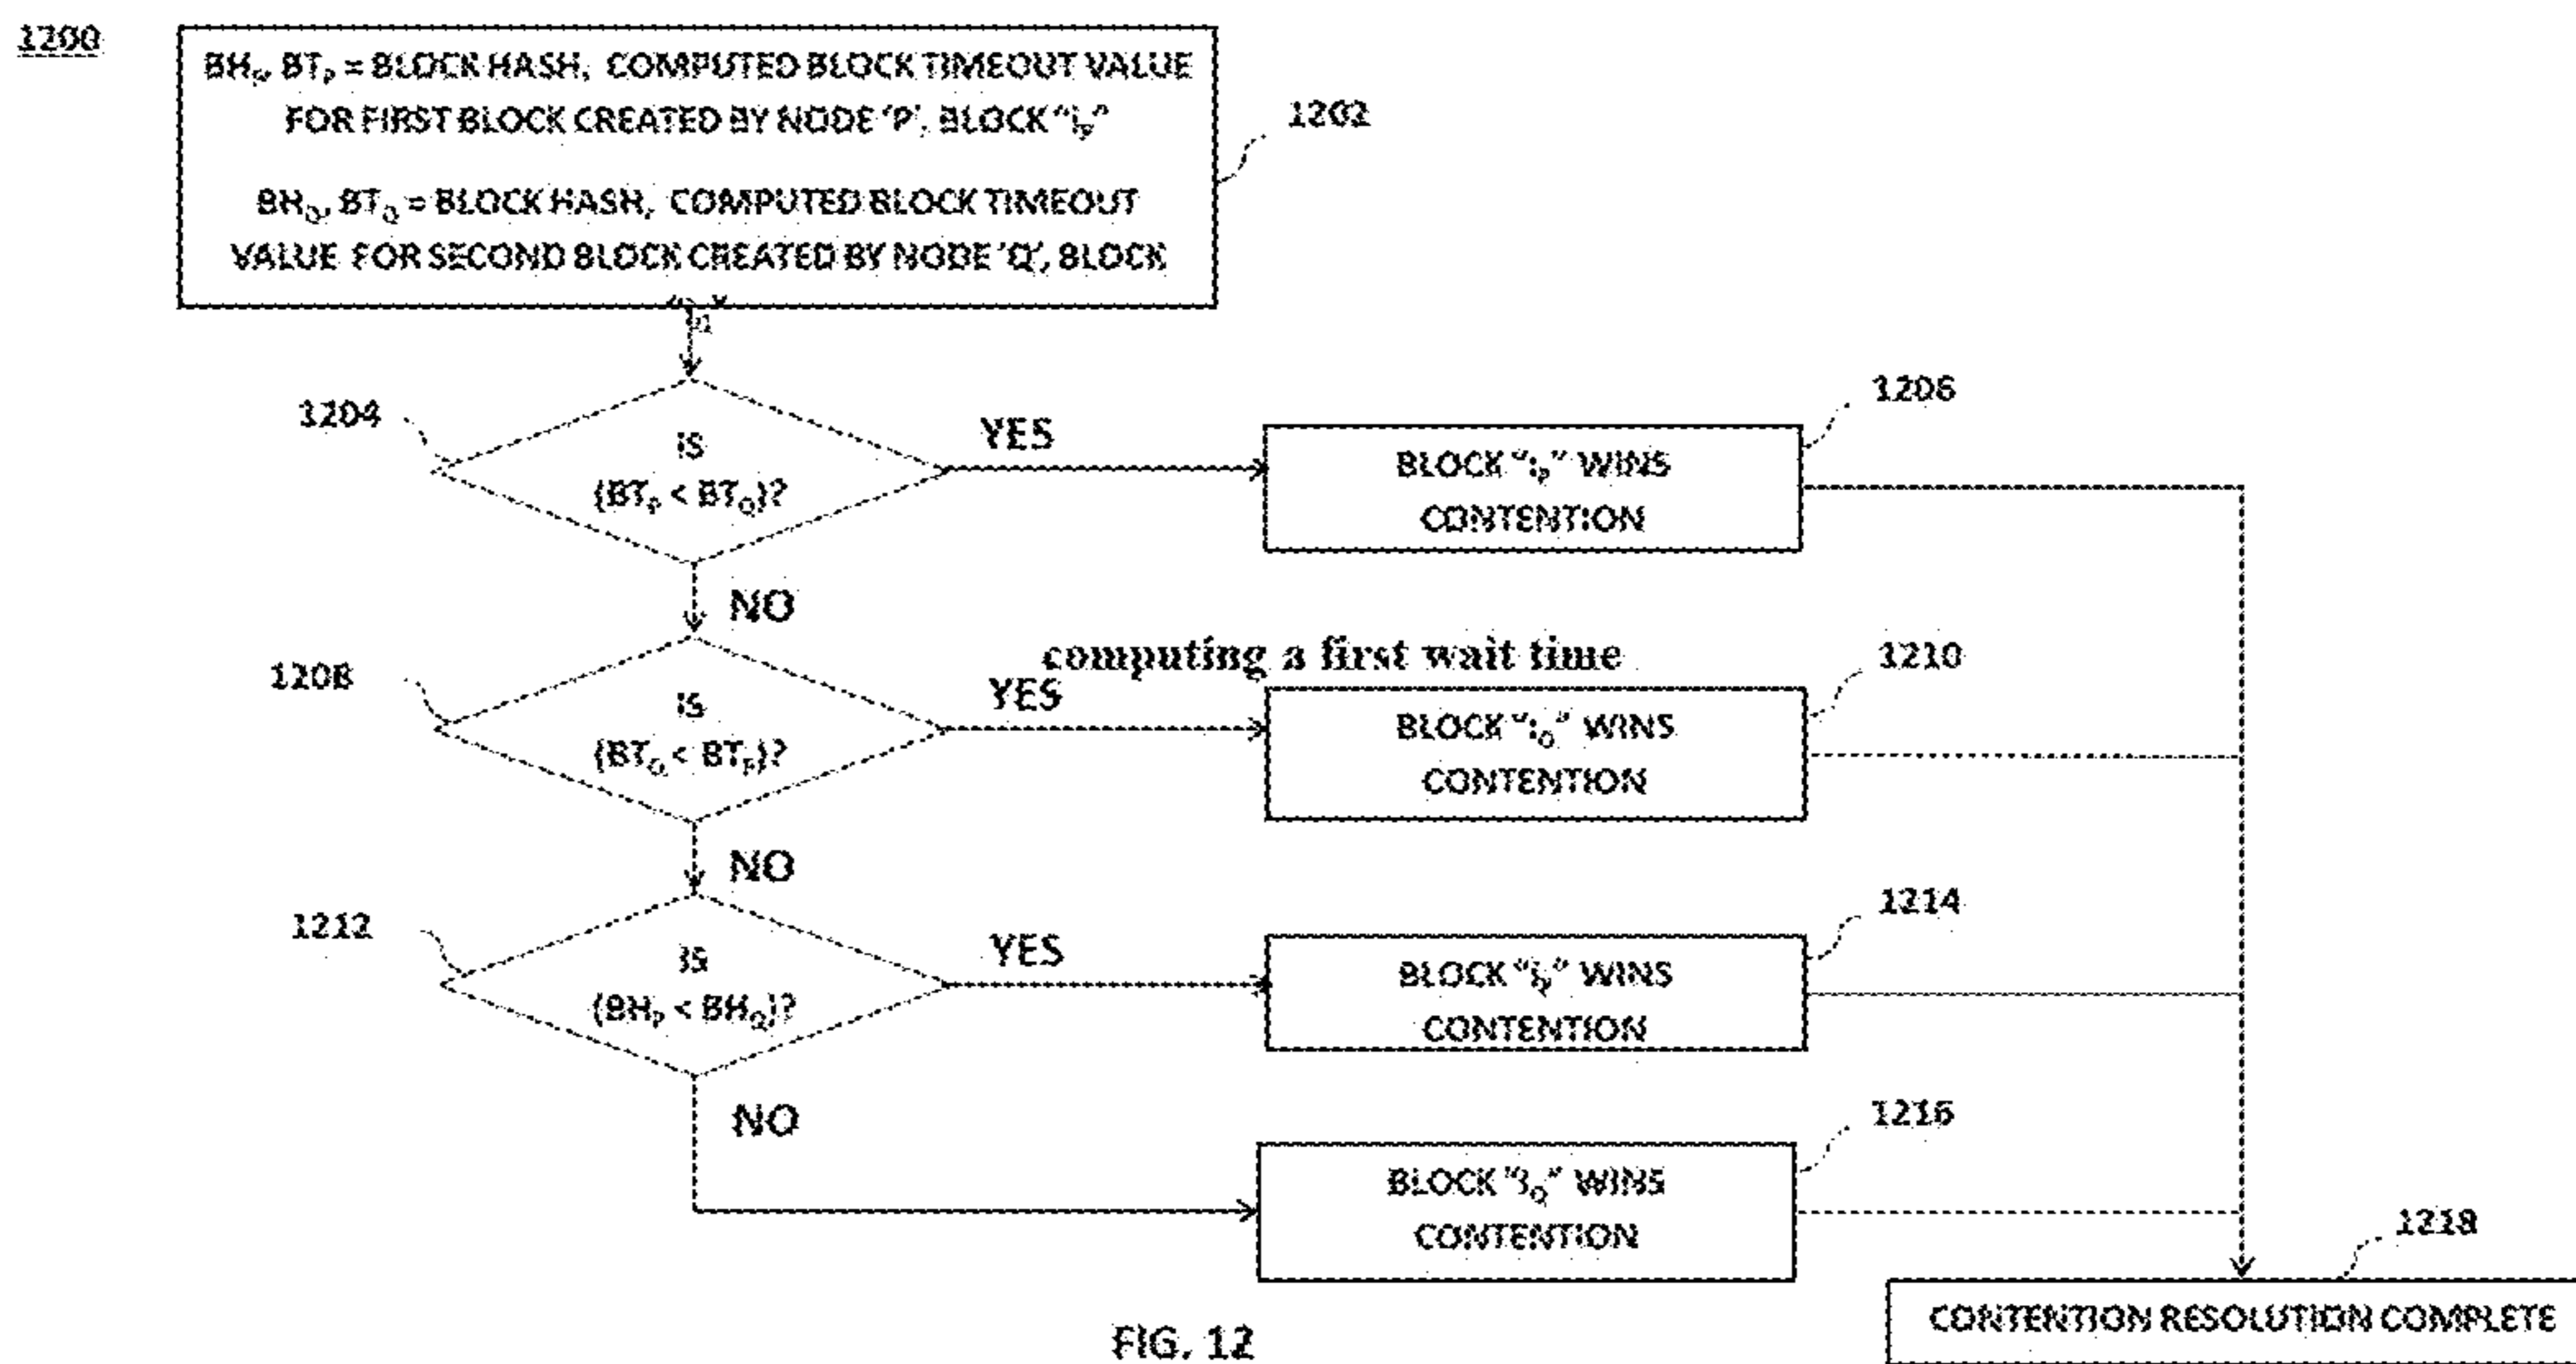 1200
BH_P, BT_P = BLOCK HASH, COMPUTED BLOCK TIMEOUT VALUE
FOR FIRST BLOCK CREATED BY NODE 'P', BLOCK "i_P"
BH_Q, BT_Q = BLOCK HASH, COMPUTED BLOCK TIMEOUT
VALUE FOR SECOND BLOCK CREATED BY NODE 'Q', BLOCK
1202
1204
IS
(BT_P < BT_Q)?
YES
BLOCK "i_P" WINS
CONTENTION
1206
NO
1208
IS
(BT_Q < BT_P)?
computing a first wait time
YES
BLOCK "i_Q" WINS
CONTENTION
1210
NO
1212
IS
(BH_P < BH_Q)?
YES
BLOCK "i_P" WINS
CONTENTION
1214
NO
BLOCK "i_Q" WINS
CONTENTION
1216
1218
CONTENTION RESOLUTION COMPLETE
FIG. 12